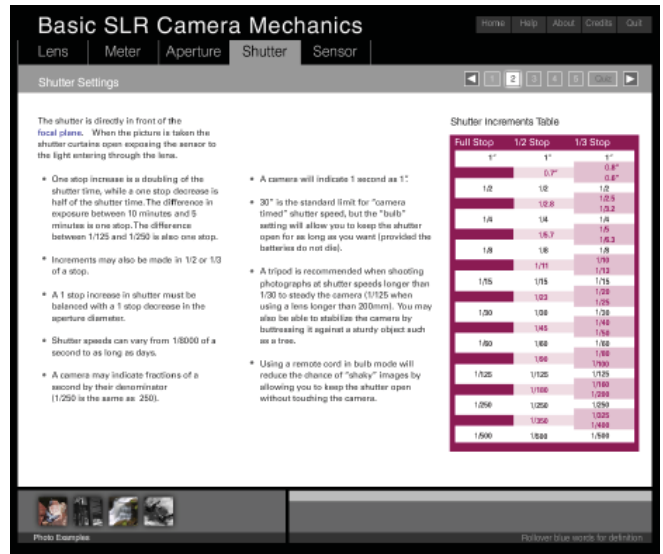 Basic SLR Camera Mechanics
Home Help About Credits Quit
Lens Meter Aperture Shutter Sensor
Shutter Settings
1 2 3 4 5 Quiz
The shutter is directly in front of the
focal plane. When the picture is taken the
shutter curtains open exposing the sensor to
the light entering through the lens.
• One stop increase is a doubling of the
shutter time, while a one stop decrease is
half of the shutter time. The difference in
exposure between 10 minutes and 5
minutes is one stop. The difference
between 1/125 and 1/250 is also one stop.
• Increments may also be made in 1/2 or 1/3
of a stop.
• A 1 stop increase in shutter must be
balanced with a 1 stop decrease in the
aperture diameter.
• Shutter speeds can vary from 1/8000 of a
second to as long as days.
• A camera may indicate fractions of a
second by their denominator
(1/250 is the same as 250).
• A camera will indicate 1 second as 1".
• 30" is the standard limit for "camera
timed" shutter speed, but the "bulb"
setting will allow you to keep the shutter
open for as long as you want (provided the
batteries do not die).
• A tripod is recommended when shooting
photographs at shutter speeds longer than
1/30 to steady the camera (1/125 when
using a lens longer than 200mm). You may
also be able to stabilize the camera by
buttressing it against a sturdy object such
as a tree.
• Using a remote cord in bulb mode will
reduce the chance of "shaky" images by
allowing you to keep the shutter open
without touching the camera.
Shutter Increments Table
Full Stop 1/2 Stop 1/3 Stop
1" 1" 1"
0.8"
0.7"
0.6"
1/2 1/2 1/2
1/2.5
1/2.8
1/3.2
1/4 1/4 1/4
1/5
1/5.7
1/6.3
1/8 1/8 1/8
1/10
1/11
1/13
1/15 1/15 1/15
1/20
1/23
1/25
1/30 1/30 1/30
1/40
1/45
1/50
1/60 1/60 1/60
1/80
1/100
1/125 1/125 1/125
1/160
1/180
1/200
1/250 1/250 1/250
1/325
1/350
1/400
1/500 1/500 1/500
Photo Examples
Rollover blue words for definition